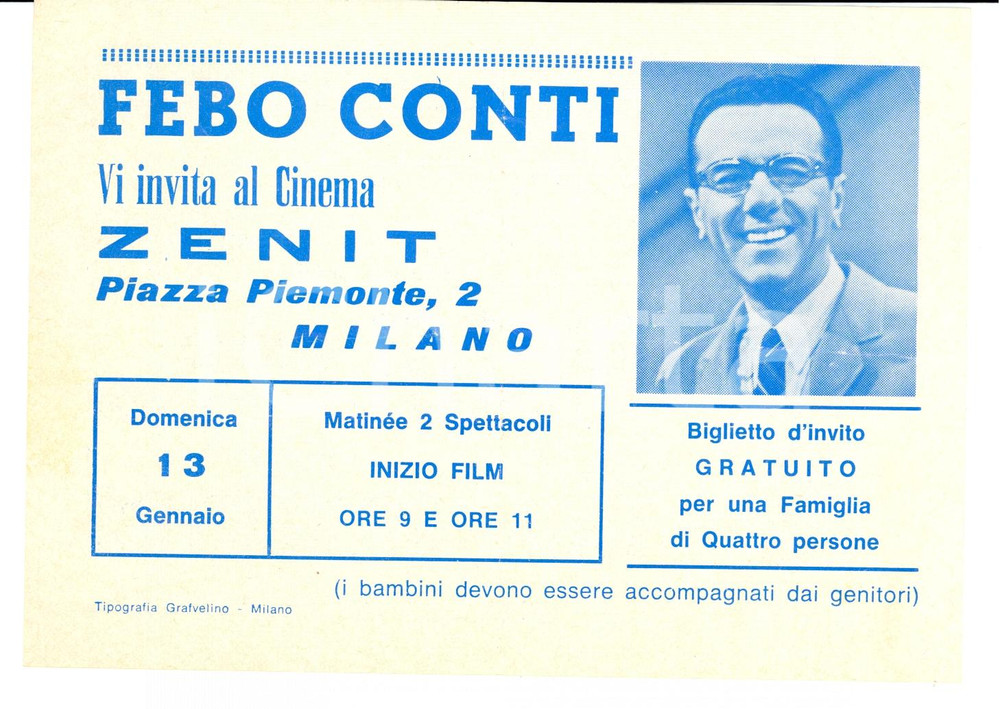 FEBO CONTI
Vi invita al Cinema
ZENIT
Piazza Piemonte, 2
MILANO
Domenica
13
Gennaio
Matinée 2 Spettacoli
INIZIO FILM
ORE 9 E ORE 11
Biglietto d'invito
GRATUITO
per una Famiglia
di Quattro persone
(i bambini devono essere accompagnati dai genitori)
Tipografia Grafvelino - Milano